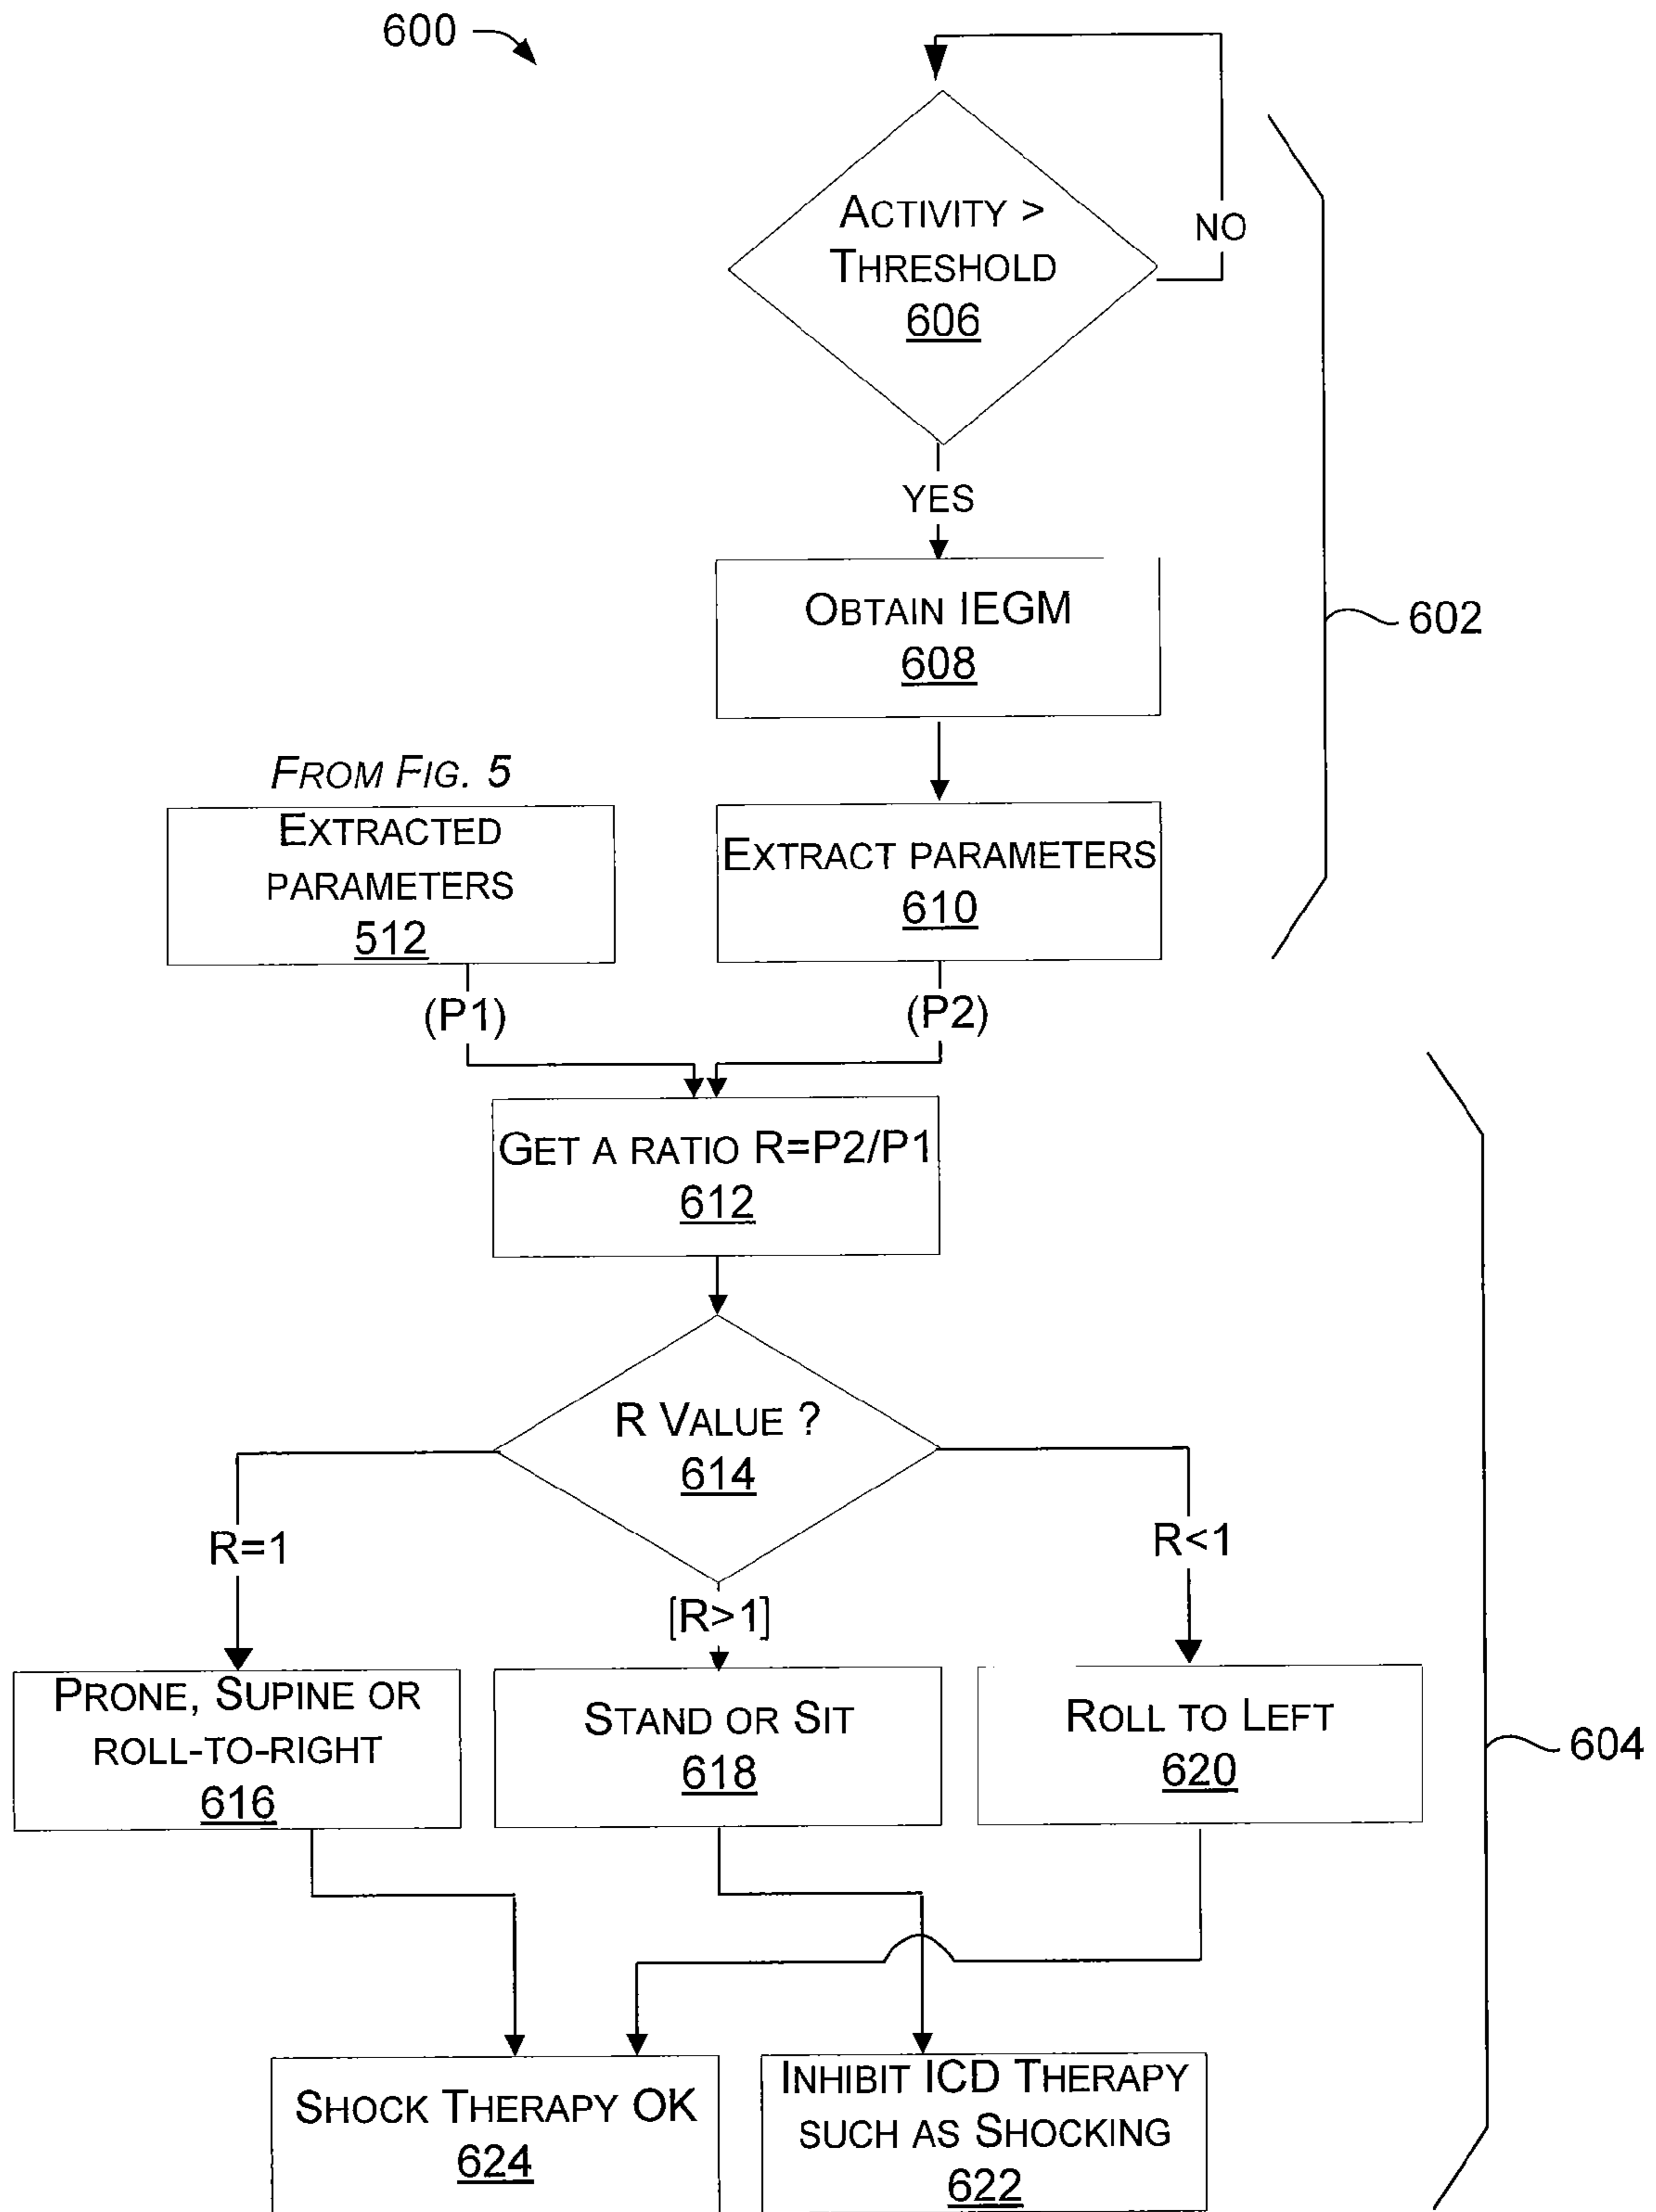 600
ACTIVITY >
THRESHOLD
606
NO
YES
OBTAIN IEGM
608
602
FROM FIG. 5
EXTRACTED
PARAMETERS
512
EXTRACT PARAMETERS
610
(P1)
(P2)
GET A RATIO R=P2/P1
612
R VALUE ?
614
R=1
[R>1]
R<1
PRONE, SUPINE OR
ROLL-TO-RIGHT
616
STAND OR SIT
618
ROLL TO LEFT
620
604
SHOCK THERAPY OK
624
INHIBIT ICD THERAPY
SUCH AS SHOCKING
622